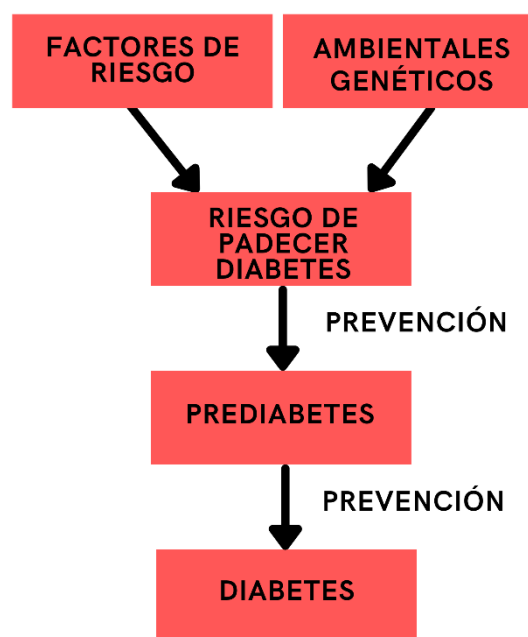 FACTORES DE
RIESGO
AMBIENTALES
GENÉTICOS
RIESGO DE
PADECER
DIABETES
PREVENCIÓN
PREDIABETES
PREVENCIÓN
DIABETES